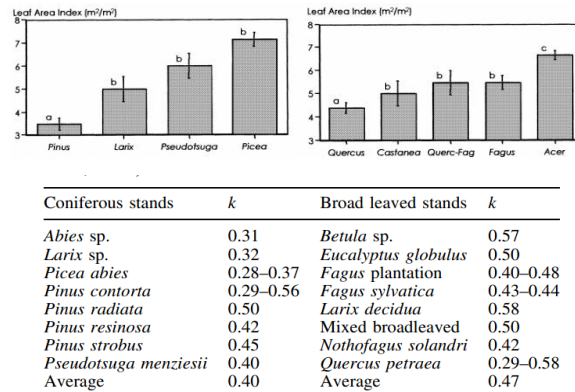 Leaf Area Index (m²/m²)
8
7
6
5
4
3
a
b
b
b
Pinus
Larix
Pseudotsuga
Picea
Leaf Area Index (m²/m²)
8
7
6
5
4
3
a
b
b
b
c
Quercus
Castanea
Querc-Fag
Fagus
Acer
Coniferous stands k Broad leaved stands k
Abies sp. 0.31 Betula sp. 0.57
Larix sp. 0.32 Eucalyptus globulus 0.50
Picea abies 0.28–0.37 Fagus plantation 0.40–0.48
Pinus contorta 0.29–0.56 Fagus sylvatica 0.43–0.44
Pinus radiata 0.50 Larix decidua 0.58
Pinus resinosa 0.42 Mixed broadleaved 0.50
Pinus strobus 0.45 Nothofagus solandri 0.42
Pseudotsuga menziesii 0.40 Quercus petraea 0.29–0.58
Average 0.40 Average 0.47